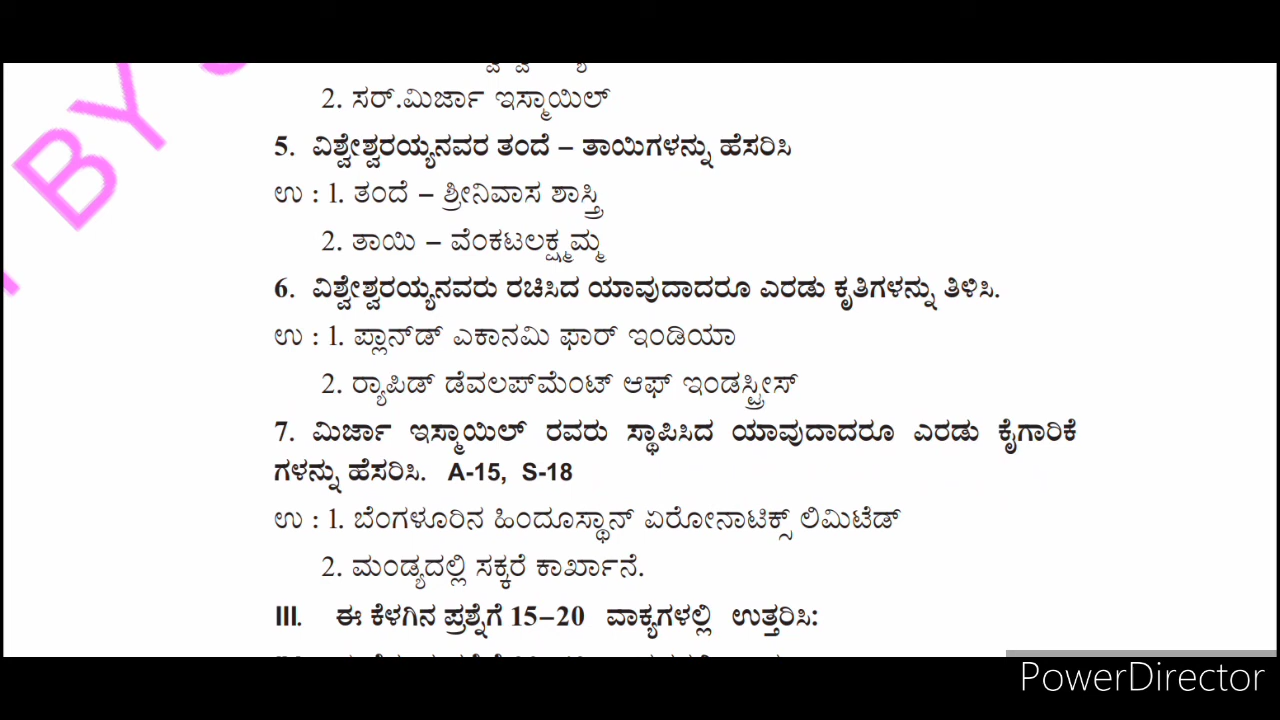 BY
2. ಸರ್.ಮಿರ್ಜಾ ಇಸ್ಮಾಯಿಲ್
5. ವಿಶ್ವೇಶ್ವರಯ್ಯನವರ ತಂದೆ – ತಾಯಿಗಳನ್ನು ಹೆಸರಿಸಿ
ಉ : 1. ತಂದೆ – ಶ್ರೀನಿವಾಸ ಶಾಸ್ತ್ರಿ
2. ತಾಯಿ – ವೆಂಕಟಲಕ್ಷ್ಮಮ್ಮ
6. ವಿಶ್ವೇಶ್ವರಯ್ಯನವರು ರಚಿಸಿದ ಯಾವುದಾದರೂ ಎರಡು ಕೃತಿಗಳನ್ನು ತಿಳಿಸಿ.
ಉ : 1. ಪ್ಲಾನ್‌ಡ್ ಎಕಾನಮಿ ಫಾರ್ ಇಂಡಿಯಾ
2. ರ‍್ಯಾಪಿಡ್ ಡೆವಲಪ್‌ಮೆಂಟ್ ಆಫ್ ಇಂಡಸ್ಟ್ರೀಸ್
7. ಮಿರ್ಜಾ ಇಸ್ಮಾಯಿಲ್ ರವರು ಸ್ಥಾಪಿಸಿದ ಯಾವುದಾದರೂ ಎರಡು ಕೈಗಾರಿಕೆ
ಗಳನ್ನು ಹೆಸರಿಸಿ. A-15, S-18
ಉ : 1. ಬೆಂಗಳೂರಿನ ಹಿಂದೂಸ್ಥಾನ್ ಏರೋನಾಟಿಕ್ಸ್ ಲಿಮಿಟೆಡ್
2. ಮಂಡ್ಯದಲ್ಲಿ ಸಕ್ಕರೆ ಕಾರ್ಖಾನೆ.
III. ಈ ಕೆಳಗಿನ ಪ್ರಶ್ನೆಗೆ 15–20 ವಾಕ್ಯಗಳಲ್ಲಿ ಉತ್ತರಿಸಿ:
PowerDirector